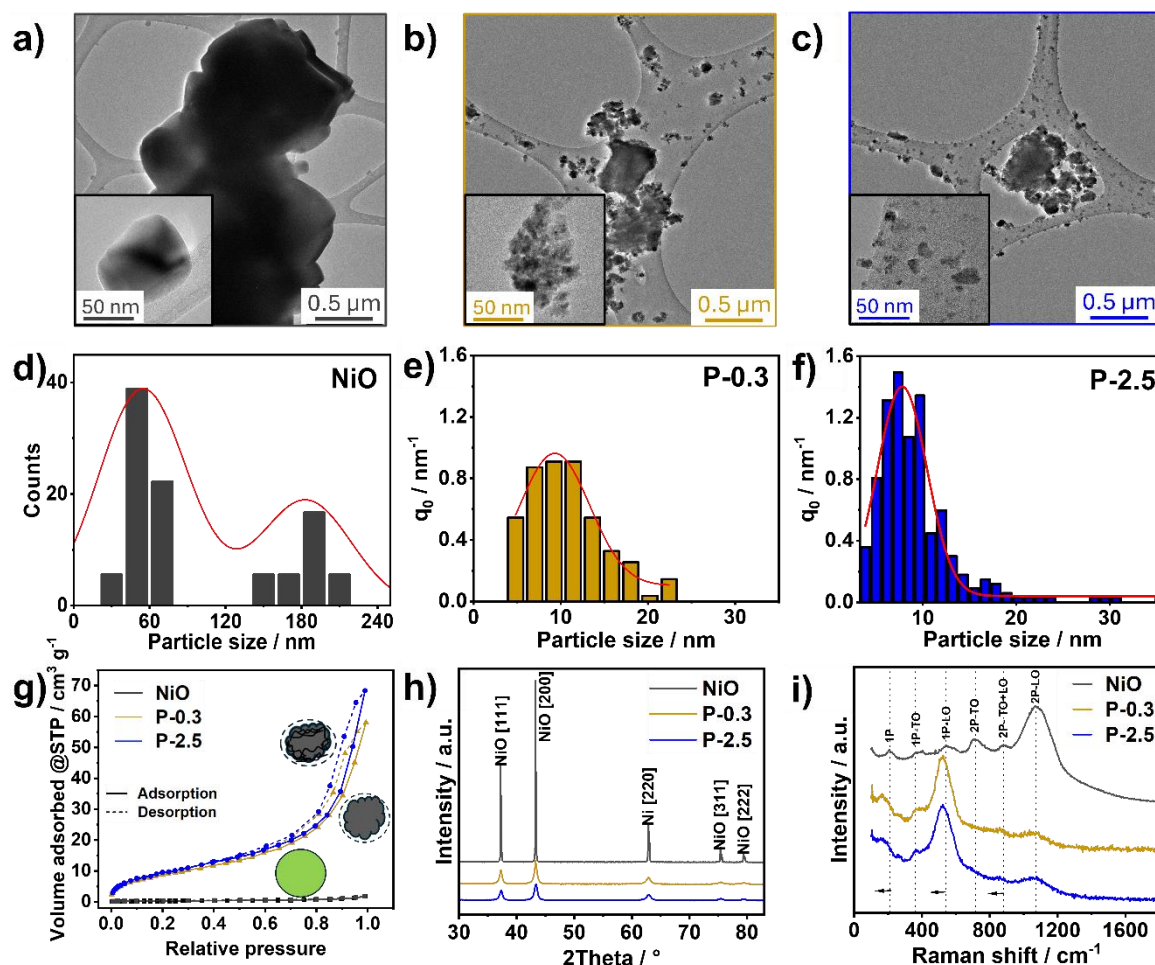 a)
50 nm
0.5 µm
b)
50 nm
0.5 µm
c)
50 nm
0.5 µm
d)
NiO
Counts
40
20
0
0 60 120 180 240
Particle size / nm
e)
P-0.3
q0 / nm-1
1.6
1.2
0.8
0.4
0.0
0 10 20 30
Particle size / nm
f)
P-2.5
q0 / nm-1
1.6
1.2
0.8
0.4
0.0
10 20 30
Particle size / nm
g)
Volume adsorbed @STP / cm3 g-1
70
60
50
40
30
20
10
0
NiO
P-0.3
P-2.5
Adsorption
Desorption
0.0 0.2 0.4 0.6 0.8 1.0
Relative pressure
h)
Intensity / a.u.
NiO [111]
NiO [200]
Ni [220]
NiO [311]
NiO [222]
NiO
P-0.3
P-2.5
30 40 50 60 70 80
2Theta / °
i)
Intensity / a.u.
1P
1P-TO
1P-LO
2P-TO
2P-TO+LO
2P-LO
NiO
P-0.3
P-2.5
0 400 800 1200 1600
Raman shift / cm-1